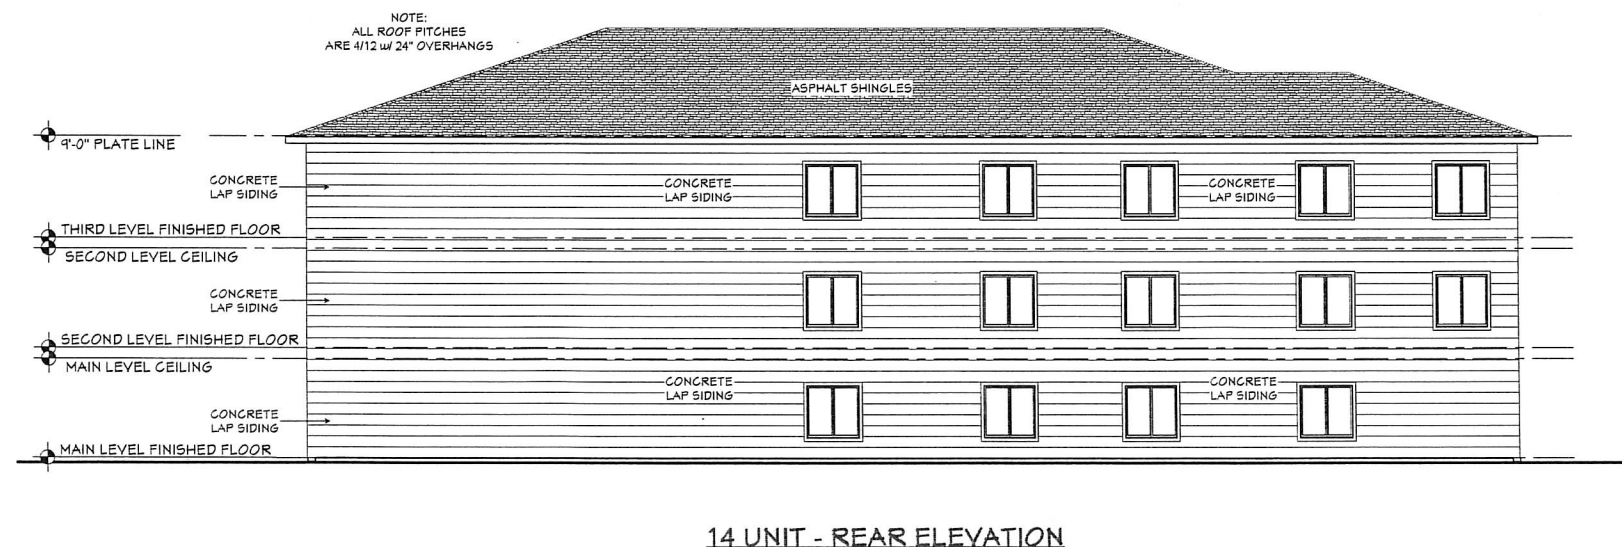 NOTE:
ALL ROOF PITCHES
ARE 4/12 w/ 24" OVERHANGS
ASPHALT SHINGLES
9'-0" PLATE LINE
CONCRETE
LAP SIDING
CONCRETE
LAP SIDING
CONCRETE
LAP SIDING
THIRD LEVEL FINISHED FLOOR
SECOND LEVEL CEILING
CONCRETE
LAP SIDING
SECOND LEVEL FINISHED FLOOR
MAIN LEVEL CEILING
CONCRETE
LAP SIDING
CONCRETE
LAP SIDING
CONCRETE
LAP SIDING
MAIN LEVEL FINISHED FLOOR
14 UNIT - REAR ELEVATION